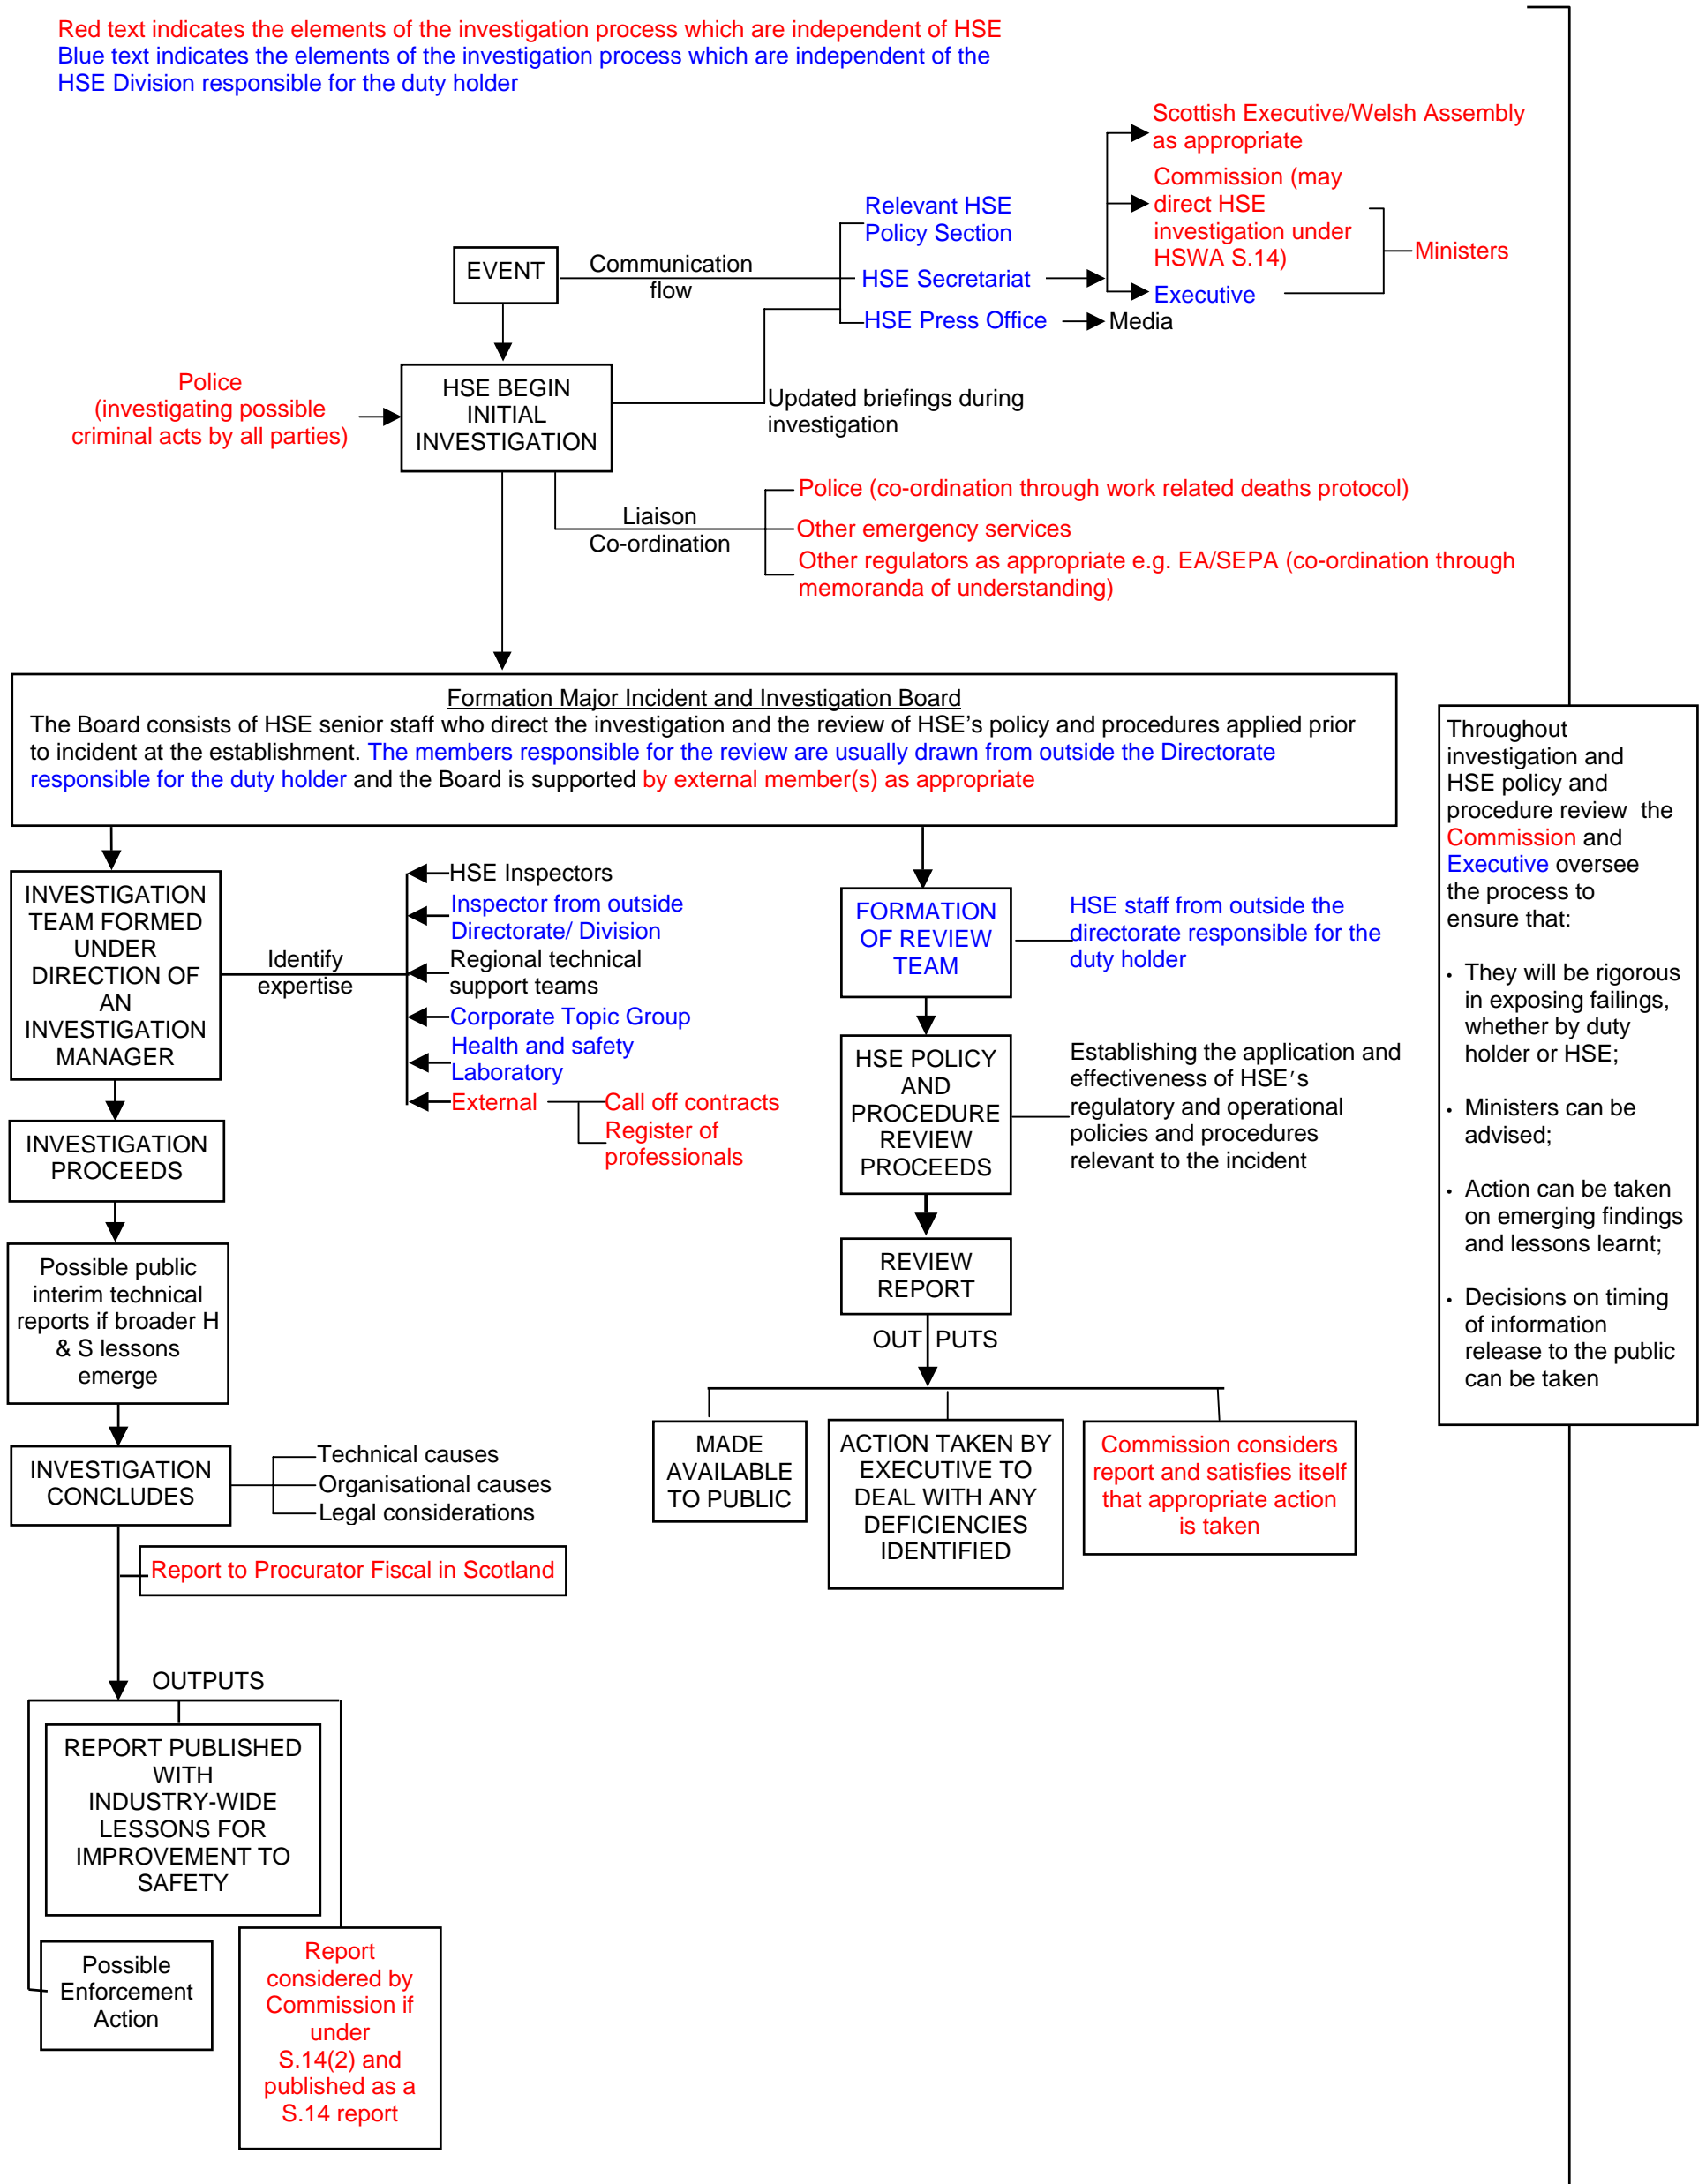 Red text indicates the elements of the investigation process which are independent of HSE
Blue text indicates the elements of the investigation process which are independent of the
HSE Division responsible for the duty holder
Scottish Executive/Welsh Assembly
as appropriate
Commission (may
direct HSE
investigation under
HSWA S.14)
Ministers
Executive
Relevant HSE
Policy Section
HSE Secretariat
HSE Press Office
Media
EVENT
Communication
flow
Police
(investigating possible
criminal acts by all parties)
HSE BEGIN
INITIAL
INVESTIGATION
Updated briefings during
investigation
Liaison
Co-ordination
Police (co-ordination through work related deaths protocol)
Other emergency services
Other regulators as appropriate e.g. EA/SEPA (co-ordination through
memoranda of understanding)
Formation Major Incident and Investigation Board
The Board consists of HSE senior staff who direct the investigation and the review of HSE's policy and procedures applied prior
to incident at the establishment. The members responsible for the review are usually drawn from outside the Directorate
responsible for the duty holder and the Board is supported by external member(s) as appropriate
Throughout
investigation and
HSE policy and
procedure review the
Commission and
Executive oversee
the process to
ensure that:
• They will be rigorous
in exposing failings,
whether by duty
holder or HSE;
• Ministers can be
advised;
• Action can be taken
on emerging findings
and lessons learnt;
• Decisions on timing
of information
release to the public
can be taken
INVESTIGATION
TEAM FORMED
UNDER
DIRECTION OF
AN
INVESTIGATION
MANAGER
Identify
expertise
HSE Inspectors
Inspector from outside
Directorate/ Division
Regional technical
support teams
Corporate Topic Group
Health and safety
Laboratory
External
Call off contracts
Register of
professionals
INVESTIGATION
PROCEEDS
Possible public
interim technical
reports if broader H
& S lessons
emerge
INVESTIGATION
CONCLUDES
Technical causes
Organisational causes
Legal considerations
Report to Procurator Fiscal in Scotland
OUTPUTS
REPORT PUBLISHED
WITH
INDUSTRY-WIDE
LESSONS FOR
IMPROVEMENT TO
SAFETY
Possible
Enforcement
Action
Report
considered by
Commission if
under
S.14(2) and
published as a
S.14 report
FORMATION
OF REVIEW
TEAM
HSE staff from outside the
directorate responsible for the
duty holder
HSE POLICY
AND
PROCEDURE
REVIEW
PROCEEDS
Establishing the application and
effectiveness of HSE's
regulatory and operational
policies and procedures
relevant to the incident
REVIEW
REPORT
OUT PUTS
MADE
AVAILABLE
TO PUBLIC
ACTION TAKEN BY
EXECUTIVE TO
DEAL WITH ANY
DEFICIENCIES
IDENTIFIED
Commission considers
report and satisfies itself
that appropriate action
is taken